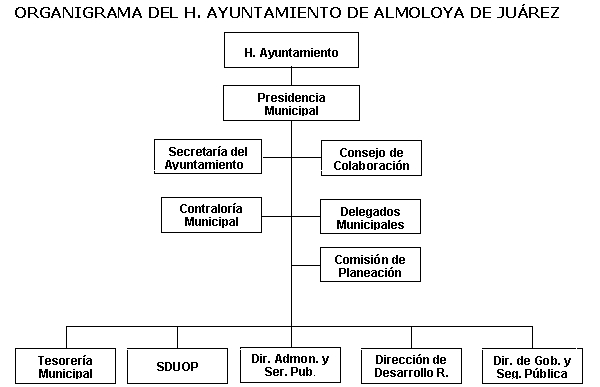 ORGANIGRAMA DEL H. AYUNTAMIENTO DE ALMOLOYA DE JUÁREZ
H. Ayuntamiento
Presidencia
Municipal
Secretaría del
Ayuntamiento
Consejo de
Colaboración
Contraloría
Municipal
Delegados
Municipales
Comisión de
Planeación
Tesorería
Municipal
SDUOP
Dir. Admon. y
Ser. Pub.
Dirección de
Desarrollo R.
Dir. de Gob. y
Seg. Pública